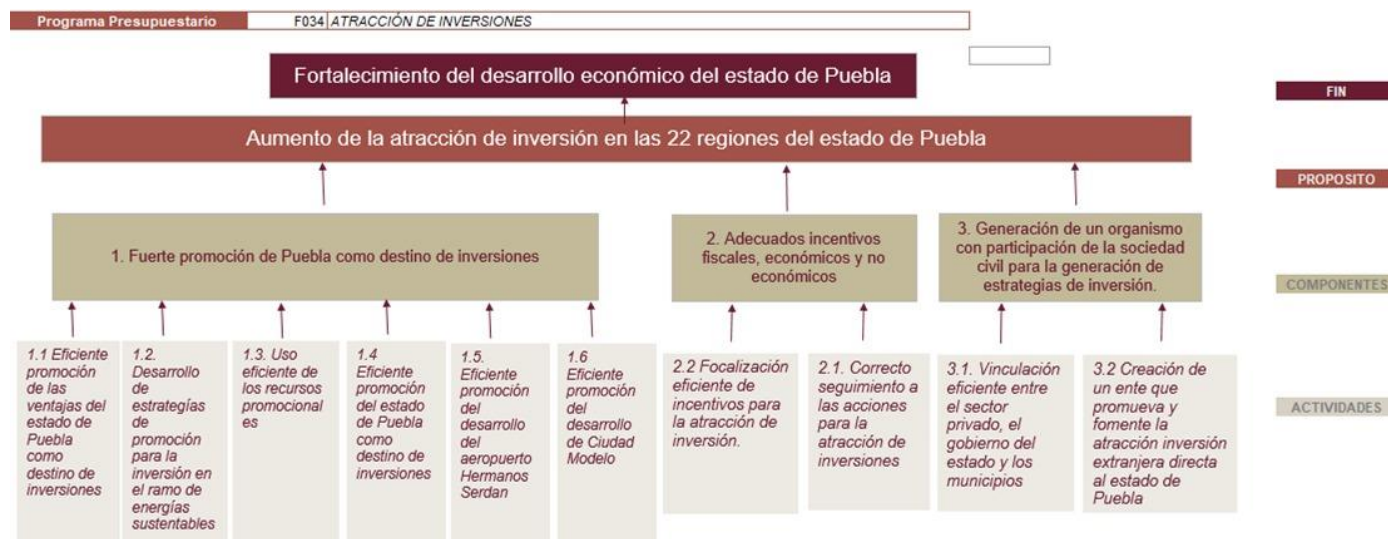 Programa Presupuestario F034 ATRACCIÓN DE INVERSIONES
Fortalecimiento del desarrollo económico del estado de Puebla
FIN
Aumento de la atracción de inversión en las 22 regiones del estado de Puebla
PROPOSITO
1. Fuerte promoción de Puebla como destino de inversiones
2. Adecuados incentivos
fiscales, económicos y no
económicos
3. Generación de un organismo
con participación de la sociedad
civil para la generación de
estrategias de inversión.
COMPONENTES
1.1 Eficiente
promoción
de las
ventajas del
estado de
Puebla
como
destino de
inversiones
1.2.
Desarrollo
de
estrategías
de
promoción
para la
inversión en
el ramo de
energías
sustentables
1.3. Uso
eficiente de
los recursos
promocional
es
1.4
Eficiente
promoción
del estado
de Puebla
como
destino de
inversiones
1.5.
Eficiente
promoción
del
desarrollo
del
aeropuerto
Hermanos
Serdan
1.6
Eficiente
promoción
del
desarrollo
de Ciudad
Modelo
2.2 Focalización
eficiente de
incentivos para
la atracción de
inversión.
2.1. Correcto
seguimiento a
las acciones
para la
atracción de
inversiones
3.1. Vinculación
eficiente entre
el sector
privado, el
gobierno del
estado y los
municipios
3.2 Creación de
un ente que
promueva y
fomente la
atracción inversión
extranjera directa
al estado de
Puebla
ACTIVIDADES